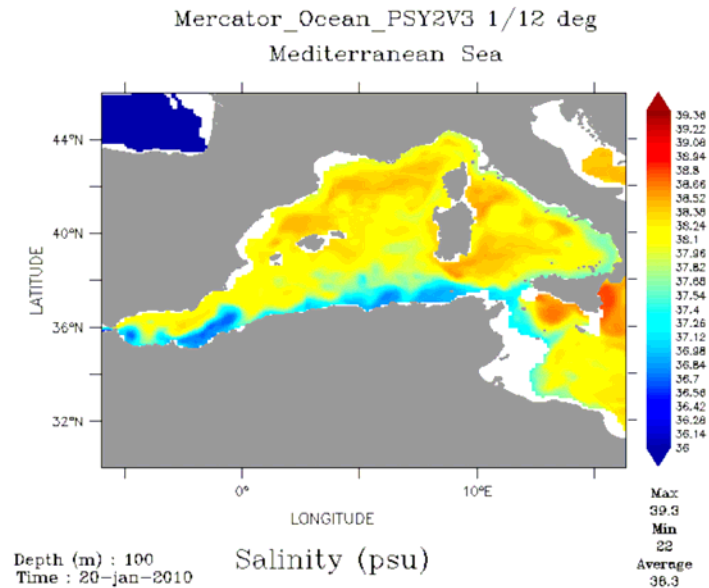 Mercator_Ocean_PSY2V3 1/12 deg
Mediterranean Sea
44°N
40°N
36°N
32°N
LATITUDE
0°
10°E
LONGITUDE
39.36
39.22
39.08
38.94
38.8
38.66
38.52
38.38
38.24
38.1
37.96
37.82
37.68
37.54
37.4
37.26
37.12
36.98
36.84
36.7
36.56
36.42
36.28
36.14
36
Max
39.3
Min
22
Average
38.3
Depth (m) : 100
Time : 20-jan-2010
Salinity (psu)